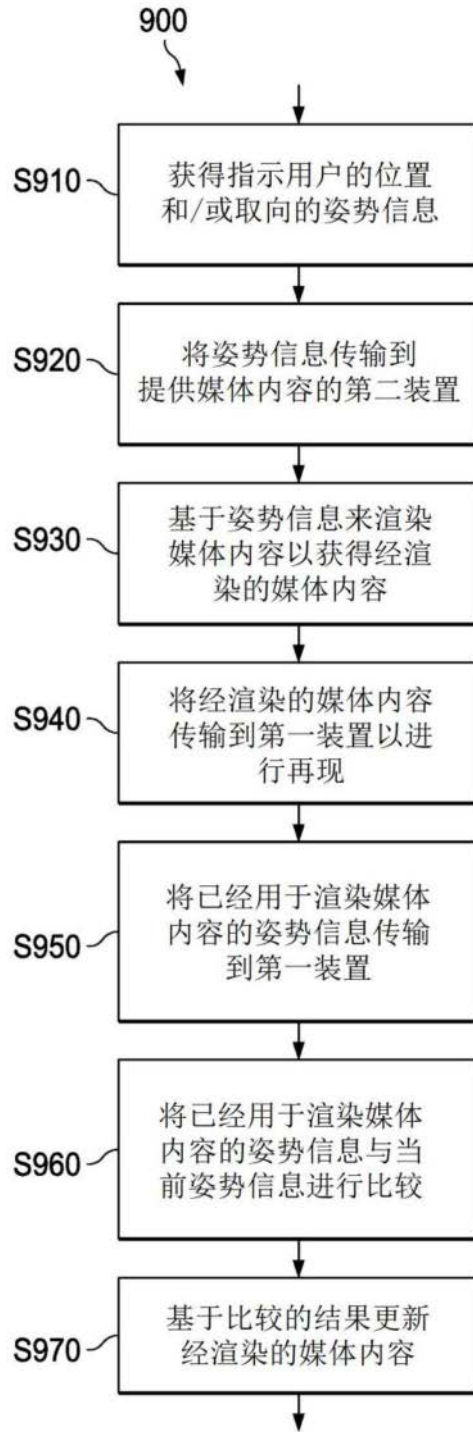 900
S910
获得指示用户的位置
和/或取向的姿势信息
S920
将姿势信息传输到
提供媒体内容的第二装置
S930
基于姿势信息来渲染
媒体内容以获得经渲
染的媒体内容
S940
将经渲染的媒体内容
传输到第一装置以进
行再现
S950
将已经用于渲染媒体
内容的姿势信息传输
到第一装置
S960
将已经用于渲染媒体
内容的姿势信息与当
前姿势信息进行比较
S970
基于比较的结果更新
经渲染的媒体内容